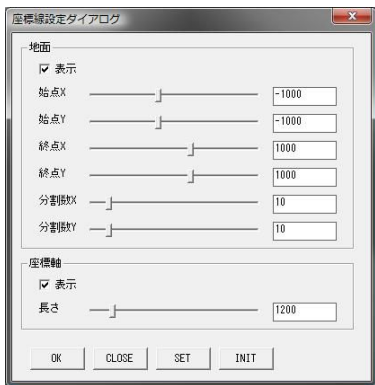 座標線設定ダイアログ
地面
表示
始点X -1000
始点Y -1000
終点X 1000
終点Y 1000
分割数X 10
分割数Y 10
座標軸
表示
長さ 1200
OK CLOSE SET INIT